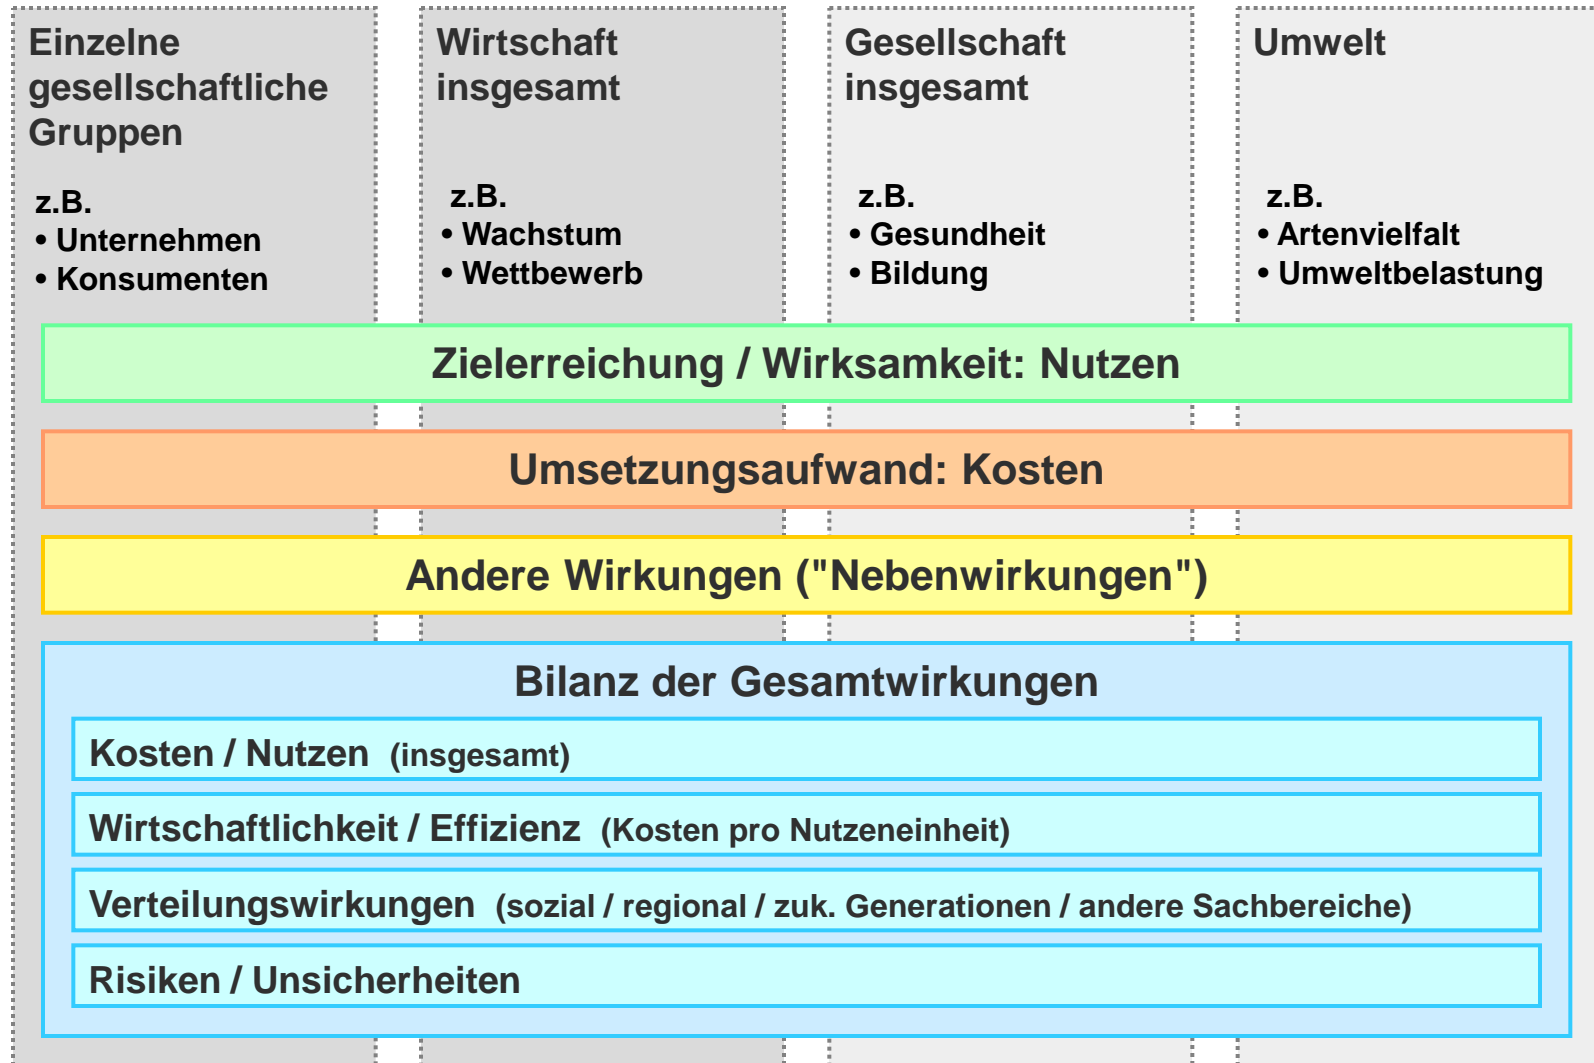 Einzelne
gesellschaftliche
Gruppen
z.B.
• Unternehmen
• Konsumenten
Wirtschaft
insgesamt
z.B.
• Wachstum
• Wettbewerb
Gesellschaft
insgesamt
z.B.
• Gesundheit
• Bildung
Umwelt
z.B.
• Artenvielfalt
• Umweltbelastung
Zielerreichung / Wirksamkeit: Nutzen
Umsetzungsaufwand: Kosten
Andere Wirkungen ("Nebenwirkungen")
Bilanz der Gesamtwirkungen
Kosten / Nutzen (insgesamt)
Wirtschaftlichkeit / Effizienz (Kosten pro Nutzeneinheit)
Verteilungswirkungen (sozial / regional / zuk. Generationen / andere Sachbereiche)
Risiken / Unsicherheiten